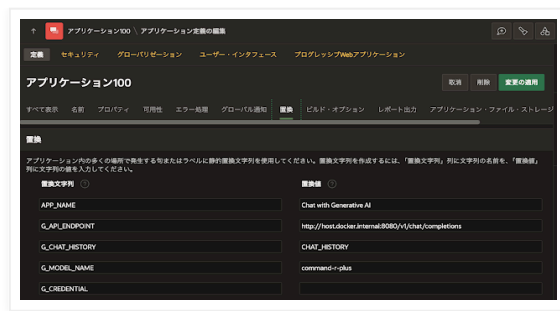 アプリケーション100 \ アプリケーション定義の編集
定義 セキュリティ グローバリゼーション ユーザー・インタフェース プログレッシブWebアプリケーション
アプリケーション100
取消 削除 変更の適用
すべて表示 名前 プロパティ 可用性 エラー処理 グローバル通知 置換 ビルド・オプション レポート出力 アプリケーション・ファイル・ストレージ
置換
アプリケーション内の多くの場所で発生する句またはラベルに静的置換文字列を使用してください。置換文字列を作成するには、「置換文字列」列に文字列の名前を、「置換値」
列に文字列の値を入力してください。
置換文字列 置換値
APP_NAME Chat with Generative AI
G_API_ENDPOINT http://host.docker.internal:8080/v1/chat/completions
G_CHAT_HISTORY CHAT_HISTORY
G_MODEL_NAME command-r-plus
G_CREDENTIAL